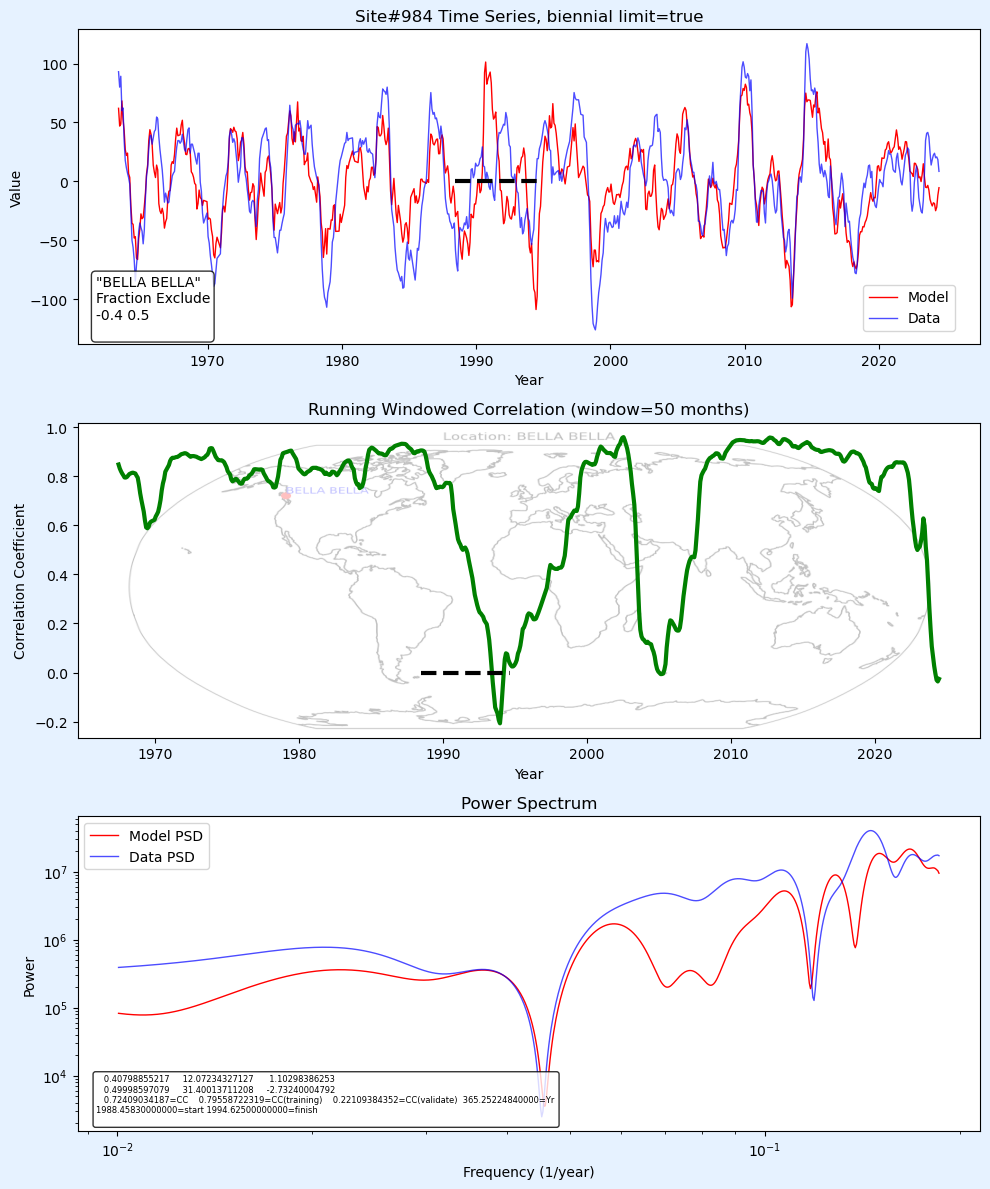 Site#984 Time Series, biennial limit=true
Value
100
50
0
−50
−100
"BELLA BELLA"
Fraction Exclude
-0.4 0.5
Model
Data
1970
1980
1990
2000
2010
2020
Year
Running Windowed Correlation (window=50 months)
Correlation Coefficient
1.0
0.8
0.6
0.4
0.2
0.0
−0.2
Location: BELLA BELLA
BELLA BELLA
1970
1980
1990
2000
2010
2020
Year
Power Spectrum
Power
Model PSD
Data PSD
10^7
10^6
10^5
10^4
0.40798855217 12.07234327127 1.10298386253
0.49998597079 31.40013711208 -2.73240004792
0.72409034187=CC 0.79558722319=CC(training) 0.22109384352=CC(validate) 365.25224840000=Yr
1988.45830000000=start 1994.62500000000=finish
10^−2
10^−1
Frequency (1/year)